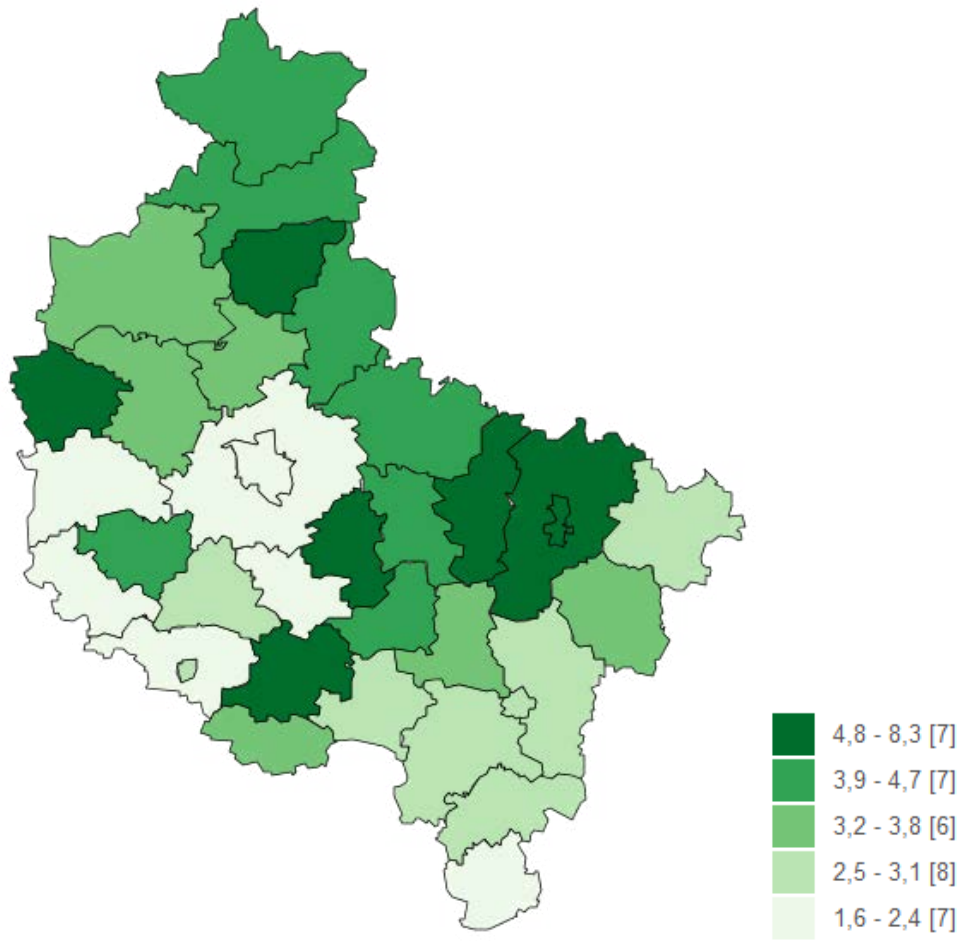 4,8 - 8,3 [7]
3,9 - 4,7 [7]
3,2 - 3,8 [6]
2,5 - 3,1 [8]
1,6 - 2,4 [7]